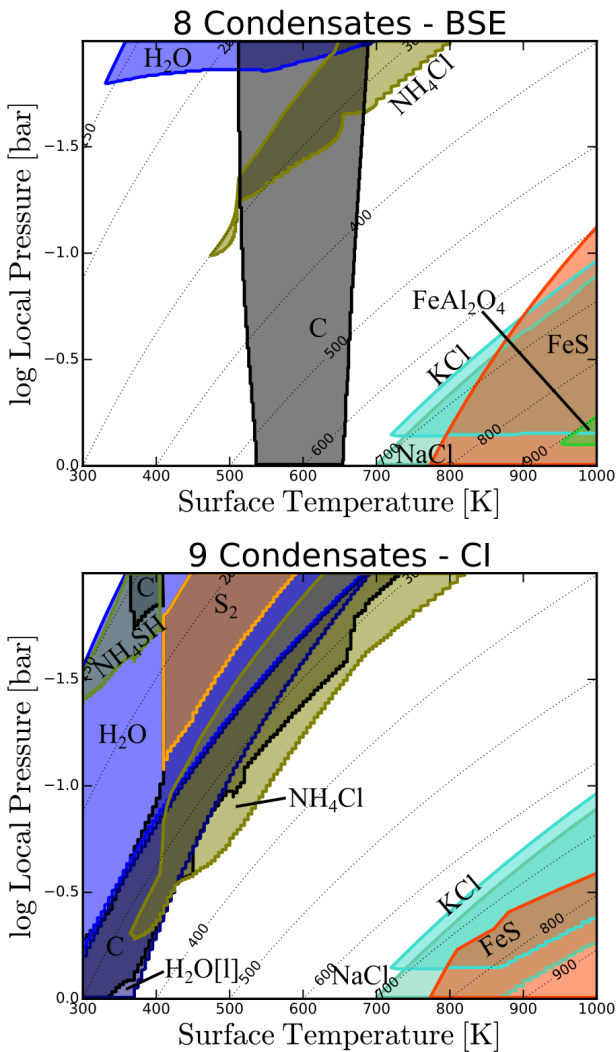 8 Condensates - BSE
H₂O
NH₄Cl
C
FeAl₂O₄
KCl
FeS
NaCl
400
500
600
700
800
900
log Local Pressure [bar]
−1.5
−1.0
−0.5
0.0
300 400 500 600 700 800 900 1000
Surface Temperature [K]
9 Condensates - CI
C
S₂
NH₄SH
H₂O
NH₄Cl
C
H₂O[l]
KCl
FeS
NaCl
400
500
600
700
800
900
log Local Pressure [bar]
−1.5
−1.0
−0.5
0.0
300 400 500 600 700 800 900 1000
Surface Temperature [K]